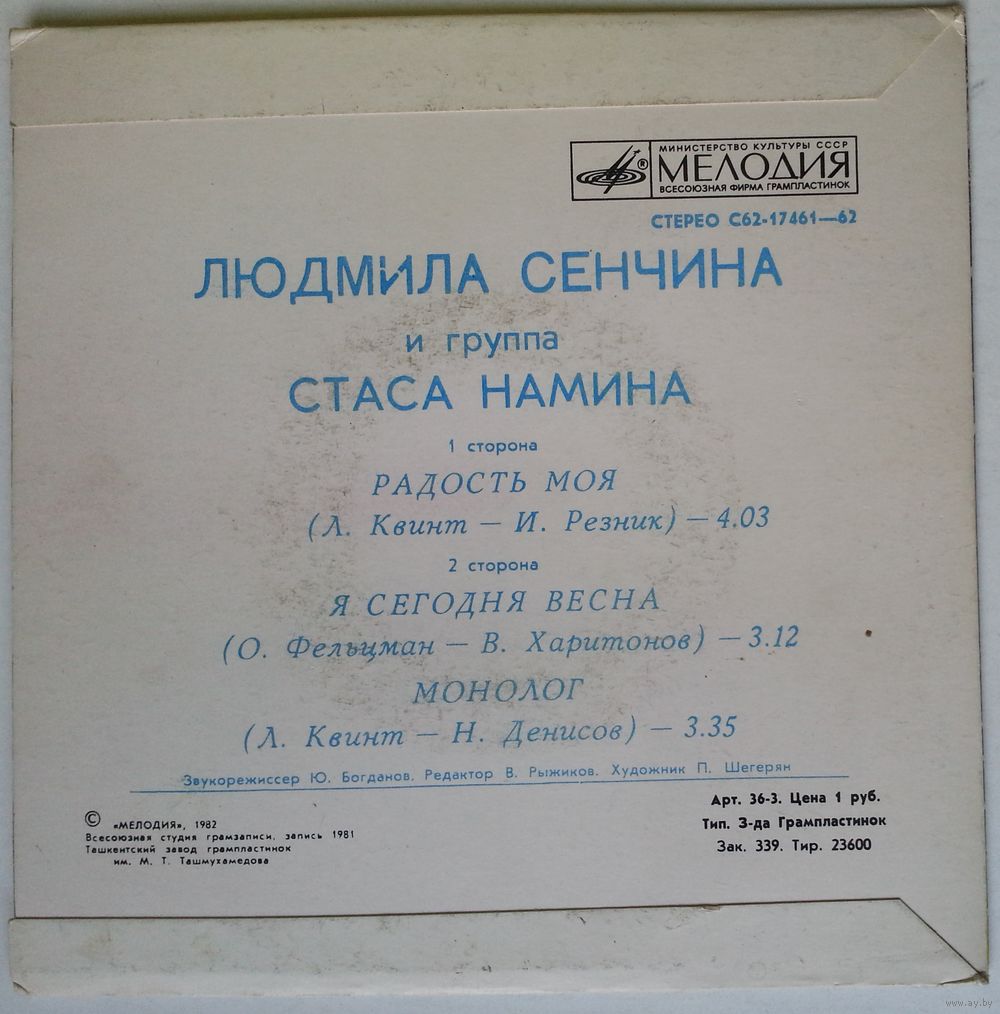 МИНИСТЕРСТВО КУЛЬТУРЫ СССР
® МЕЛОДИЯ
ВСЕСОЮЗНАЯ ФИРМА ГРАМПЛАСТИНОК
СТЕРЕО С62-17461—62
ЛЮДМИЛА СЕНЧИНА
и группа
СТАСА НАМИНА
1 сторона
РАДОСТЬ МОЯ
(Л. Квинт — И. Резник) — 4.03
2 сторона
Я СЕГОДНЯ ВЕСНА
(О. Фельцман — В. Харитонов) — 3.12
МОНОЛОГ
(Л. Квинт — Н. Денисов) — 3.35
Звукорежиссер Ю. Богданов. Редактор В. Рыжиков. Художник П. Шегерян
© «МЕЛОДИЯ», 1982
Всесоюзная студия грамзаписи, запись 1981
Ташкентский завод грампластинок
им. М. Т. Ташмухамедова
Арт. 36-3. Цена 1 руб.
Тип. З-да Грампластинок
Зак. 339. Тир. 23600
www.ay.by